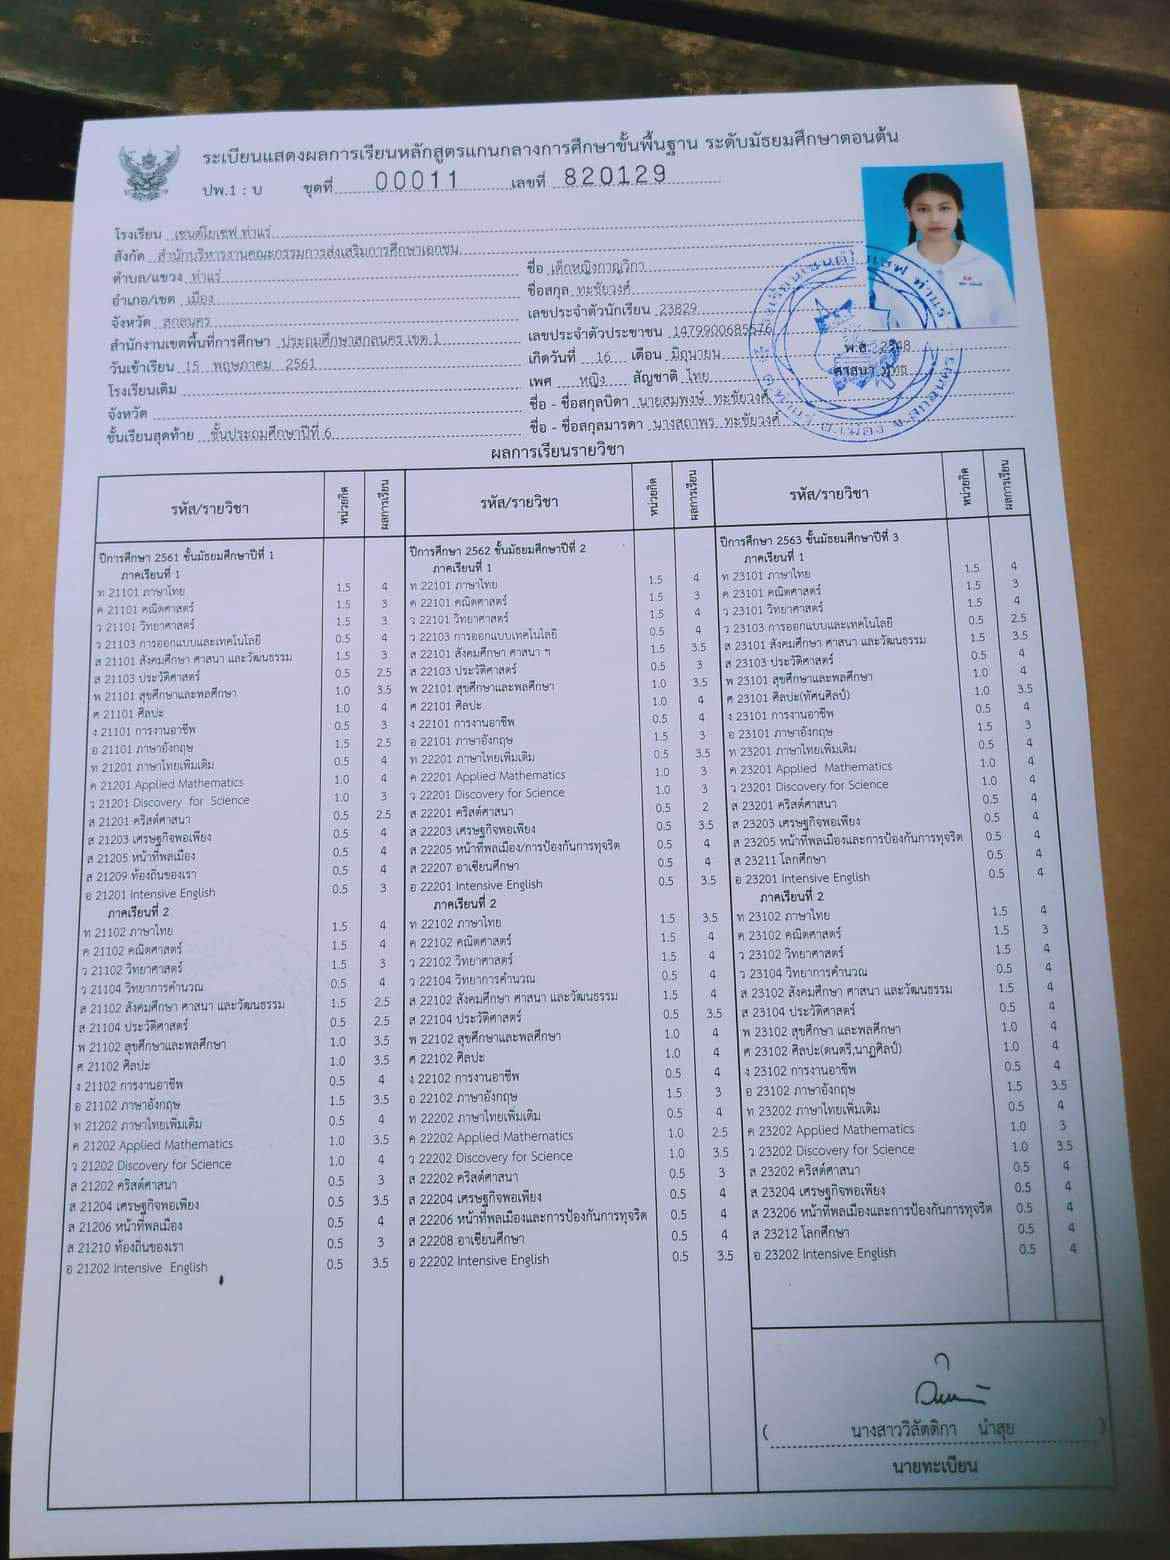 ระเบียนแสดงผลการเรียนหลักสูตรแกนกลางการศึกษาขั้นพื้นฐาน ระดับมัธยมศึกษาตอนต้น
ปพ.1 : บ ชุดที่ 00011 เลขที่ 820129
โรงเรียน เซนต์โยเซฟ ท่าแร่
สังกัด สำนักบริหารงานคณะกรรมการส่งเสริมการศึกษาเอกชน
ตำบล/แขวง ท่าแร่
อำเภอ/เขต เมือง
จังหวัด สกลนคร
สำนักงานเขตพื้นที่การศึกษา ประถมศึกษาสกลนคร เขต 1
วันเข้าเรียน 15 พฤษภาคม 2561
โรงเรียนเดิม
จังหวัด
ชั้นเรียนสุดท้าย ชั้นประถมศึกษาปีที่ 6
ชื่อ เด็กหญิงกาญวิกา
ชื่อสกุล ทะชัยวงศ์
เลขประจำตัวนักเรียน 23829
เลขประจำตัวประชาชน 1479900685576
เกิดวันที่ 16 เดือน มิถุนายน พ.ศ. 2548
เพศ หญิง สัญชาติ ไทย ศาสนา พุทธ
ชื่อ - ชื่อสกุลบิดา นายสมพงษ์ ทะชัยวงศ์
ชื่อ - ชื่อสกุลมารดา นางสถาพร ทะชัยวงศ์
ผลการเรียนรายวิชา
รหัส/รายวิชา หน่วยกิต ผลการเรียน
ปีการศึกษา 2561 ชั้นมัธยมศึกษาปีที่ 1
ภาคเรียนที่ 1
ท 21101 ภาษาไทย 1.5 4
ค 21101 คณิตศาสตร์ 1.5 3
ว 21101 วิทยาศาสตร์ 1.5 3
ว 21103 การออกแบบและเทคโนโลยี 0.5 4
ส 21101 สังคมศึกษา ศาสนา และวัฒนธรรม 1.5 3
ส 21103 ประวัติศาสตร์ 0.5 2.5
พ 21101 สุขศึกษาและพลศึกษา 1.0 3.5
ศ 21101 ศิลปะ 1.0 4
ง 21101 การงานอาชีพ 0.5 3
อ 21101 ภาษาอังกฤษ 1.5 2.5
ท 21201 ภาษาไทยเพิ่มเติม 0.5 4
ค 21201 Applied Mathematics 1.0 4
ว 21201 Discovery for Science 1.0 3
ส 21201 คริสต์ศาสนา 0.5 2.5
ส 21203 เศรษฐกิจพอเพียง 0.5 4
ส 21205 หน้าที่พลเมือง 0.5 4
ส 21209 ท้องถิ่นของเรา 0.5 4
อ 21201 Intensive English 0.5 3
ภาคเรียนที่ 2
ท 21102 ภาษาไทย 1.5 4
ค 21102 คณิตศาสตร์ 1.5 4
ว 21102 วิทยาศาสตร์ 1.5 3
ว 21104 วิทยาการคำนวณ 0.5 4
ส 21102 สังคมศึกษา ศาสนา และวัฒนธรรม 1.5 2.5
ส 21104 ประวัติศาสตร์ 0.5 2.5
พ 21102 สุขศึกษาและพลศึกษา 1.0 3.5
ศ 21102 ศิลปะ 1.0 3.5
ง 21102 การงานอาชีพ 0.5 4
อ 21102 ภาษาอังกฤษ 1.5 3.5
ท 21202 ภาษาไทยเพิ่มเติม 0.5 4
ค 21202 Applied Mathematics 1.0 3.5
ว 21202 Discovery for Science 1.0 4
ส 21202 คริสต์ศาสนา 0.5 3
ส 21204 เศรษฐกิจพอเพียง 0.5 3.5
ส 21206 หน้าที่พลเมือง 0.5 4
ส 21210 ท้องถิ่นของเรา 0.5 3
อ 21202 Intensive English 0.5 3.5
รหัส/รายวิชา หน่วยกิต ผลการเรียน
ปีการศึกษา 2562 ชั้นมัธยมศึกษาปีที่ 2
ภาคเรียนที่ 1
ท 22101 ภาษาไทย 1.5 4
ค 22101 คณิตศาสตร์ 1.5 3
ว 22101 วิทยาศาสตร์ 1.5 4
ว 22103 การออกแบบเทคโนโลยี 0.5 4
ส 22101 สังคมศึกษา ศาสนา ฯ 1.5 3.5
ส 22103 ประวัติศาสตร์ 0.5 3
พ 22101 สุขศึกษาและพลศึกษา 1.0 3.5
ศ 22101 ศิลปะ 1.0 4
ง 22101 การงานอาชีพ 0.5 4
อ 22101 ภาษาอังกฤษ 1.5 3
ท 22201 ภาษาไทยเพิ่มเติม 0.5 3.5
ค 22201 Applied Mathematics 1.0 3
ว 22201 Discovery for Science 1.0 3
ส 22201 คริสต์ศาสนา 0.5 2
ส 22203 เศรษฐกิจพอเพียง 0.5 3.5
ส 22205 หน้าที่พลเมือง/การป้องกันการทุจริต 0.5 4
ส 22207 อาเซียนศึกษา 0.5 4
อ 22201 Intensive English 0.5 3.5
ภาคเรียนที่ 2
ท 22102 ภาษาไทย 1.5 3.5
ค 22102 คณิตศาสตร์ 1.5 4
ว 22102 วิทยาศาสตร์ 1.5 4
ว 22104 วิทยาการคำนวณ 0.5 4
ส 22102 สังคมศึกษา ศาสนา และวัฒนธรรม 1.5 4
ส 22104 ประวัติศาสตร์ 0.5 3.5
พ 22102 สุขศึกษาและพลศึกษา 1.0 4
ศ 22102 ศิลปะ 1.0 4
ง 22102 การงานอาชีพ 0.5 4
อ 22102 ภาษาอังกฤษ 1.5 3
ท 22202 ภาษาไทยเพิ่มเติม 0.5 4
ค 22202 Applied Mathematics 1.0 2.5
ว 22202 Discovery for Science 1.0 3.5
ส 22202 คริสต์ศาสนา 0.5 3
ส 22204 เศรษฐกิจพอเพียง 0.5 4
ส 22206 หน้าที่พลเมืองและการป้องกันการทุจริต 0.5 4
ส 22208 อาเซียนศึกษา 0.5 4
อ 22202 Intensive English 0.5 3.5
รหัส/รายวิชา หน่วยกิต ผลการเรียน
ปีการศึกษา 2563 ชั้นมัธยมศึกษาปีที่ 3
ภาคเรียนที่ 1
ท 23101 ภาษาไทย 1.5 4
ค 23101 คณิตศาสตร์ 1.5 3
ว 23101 วิทยาศาสตร์ 1.5 4
ว 23103 การออกแบบและเทคโนโลยี 0.5 2.5
ส 23101 สังคมศึกษา ศาสนา และวัฒนธรรม 1.5 3.5
ส 23103 ประวัติศาสตร์ 0.5 4
พ 23101 สุขศึกษาและพลศึกษา 1.0 4
ศ 23101 ศิลปะ(ทัศนศิลป์) 1.0 3.5
ง 23101 การงานอาชีพ 0.5 4
อ 23101 ภาษาอังกฤษ 1.5 3
ท 23201 ภาษาไทยเพิ่มเติม 0.5 4
ค 23201 Applied Mathematics 1.0 4
ว 23201 Discovery for Science 1.0 4
ส 23201 คริสต์ศาสนา 0.5 4
ส 23203 เศรษฐกิจพอเพียง 0.5 4
ส 23205 หน้าที่พลเมืองและการป้องกันการทุจริต 0.5 4
ส 23211 โลกศึกษา 0.5 4
อ 23201 Intensive English 0.5 4
ภาคเรียนที่ 2
ท 23102 ภาษาไทย 1.5 4
ค 23102 คณิตศาสตร์ 1.5 3
ว 23102 วิทยาศาสตร์ 1.5 4
ว 23104 วิทยาการคำนวณ 0.5 4
ส 23102 สังคมศึกษา ศาสนา และวัฒนธรรม 1.5 4
ส 23104 ประวัติศาสตร์ 0.5 4
พ 23102 สุขศึกษา และพลศึกษา 1.0 4
ศ 23102 ศิลปะ(ดนตรี,นาฏศิลป์) 1.0 4
ง 23102 การงานอาชีพ 0.5 4
อ 23102 ภาษาอังกฤษ 1.5 3.5
ท 23202 ภาษาไทยเพิ่มเติม 0.5 4
ค 23202 Applied Mathematics 1.0 3
ว 23202 Discovery for Science 1.0 3.5
ส 23202 คริสต์ศาสนา 0.5 4
ส 23204 เศรษฐกิจพอเพียง 0.5 4
ส 23206 หน้าที่พลเมืองและการป้องกันการทุจริต 0.5 4
ส 23212 โลกศึกษา 0.5 4
อ 23202 Intensive English 0.5 4
( นางสาววิลัตติกา นำสุย )
นายทะเบียน